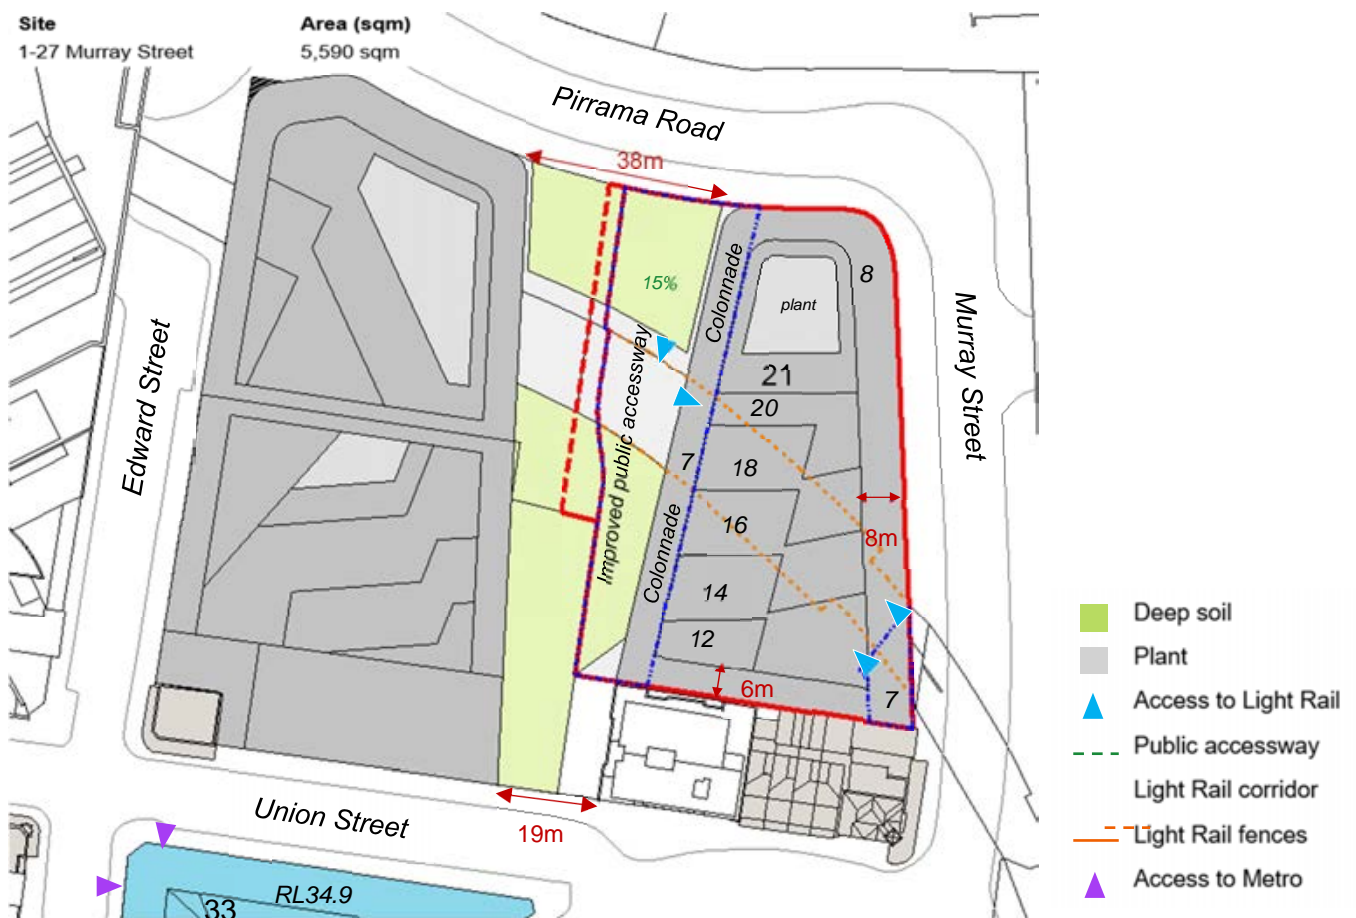 Site
Area (sqm)
1-27 Murray Street
5,590 sqm
Pirrama Road
38m
15%
Colonnade
8
plant
Murray Street
Edward Street
Improved public accessway
21
20
7
18
16
8m
Colonnade
14
12
6m
7
Union Street
19m
RL34.9
33
Deep soil
Plant
Access to Light Rail
Public accessway
Light Rail corridor
Light Rail fences
Access to Metro